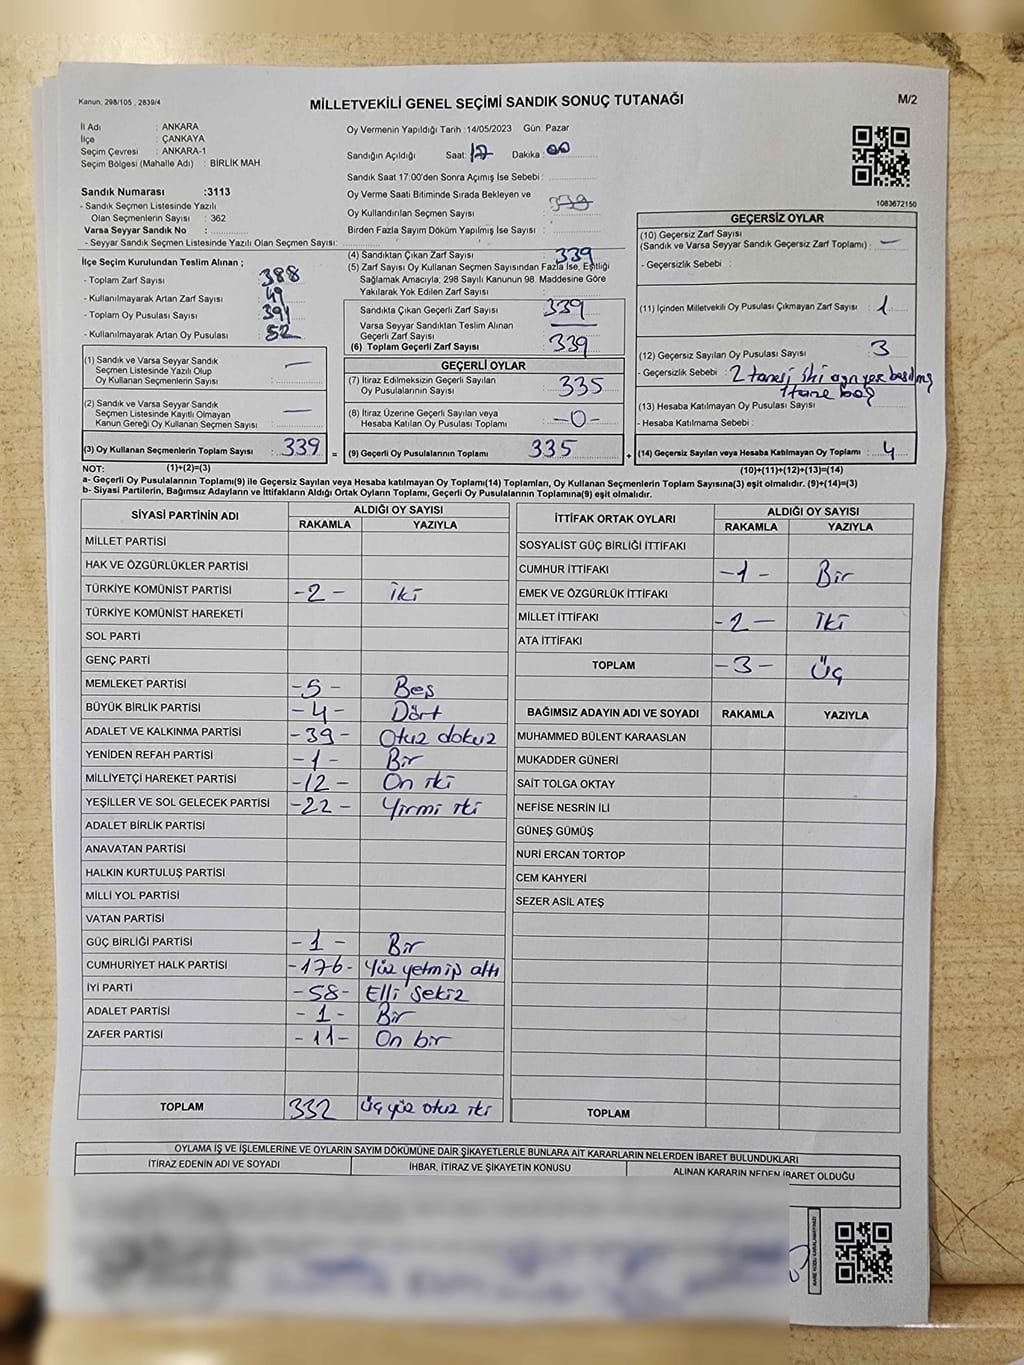 Kanun; 298/105 , 2839/4
MİLLETVEKİLİ GENEL SEÇİMİ SANDIK SONUÇ TUTANAĞI
M/2
İl Adı : ANKARA
İlçe : ÇANKAYA
Seçim Çevresi : ANKARA-1
Seçim Bölgesi (Mahalle Adı) : BİRLİK MAH.
Sandık Numarası :3113
- Sandık Seçmen Listesinde Yazılı
Olan Seçmenlerin Sayısı : 362
Varsa Seyyar Sandık No :
- Seyyar Sandık Seçmen Listesinde Yazılı Olan Seçmen Sayısı:
İlçe Seçim Kurulundan Teslim Alınan ;
- Toplam Zarf Sayısı : 388
- Kullanılmayarak Artan Zarf Sayısı : 49
- Toplam Oy Pusulası Sayısı : 391
- Kullanılmayarak Artan Oy Pusulası : 52
Oy Vermenin Yapıldığı Tarih :14/05/2023 Gün: Pazar
Sandığın Açıldığı Saat: 17 Dakika : 00
Sandık Saat 17.00'den Sonra Açımış İse Sebebi :
Oy Verme Saati Bitiminde Sırada Bekleyen ve
Oy Kullandırılan Seçmen Sayısı : 339
Birden Fazla Sayım Döküm Yapılmış İse Sayısı :
(4) Sandıktan Çıkan Zarf Sayısı : 339
(5) Zarf Sayısı Oy Kullanan Seçmen Sayısından Fazla İse, Eşitliği
Sağlamak Amacıyla, 298 Sayılı Kanunun 98. Maddesine Göre
Yakılarak Yok Edilen Zarf Sayısı :
Sandıkta Çıkan Geçerli Zarf Sayısı : 339
Varsa Seyyar Sandıktan Teslim Alınan
Geçerli Zarf Sayısı : —
(6) Toplam Geçerli Zarf Sayısı : 339
1083672150
GEÇERSİZ OYLAR
(10) Geçersiz Zarf Sayısı
(Sandık ve Varsa Seyyar Sandık Geçersiz Zarf Toplamı) : —
- Geçersizlik Sebebi :
(11) İçinden Milletvekili Oy Pusulası Çıkmayan Zarf Sayısı : 1
(12) Geçersiz Sayılan Oy Pusulası Sayısı : 3
- Geçersizlik Sebebi : 2 tanesi iki ayrı yere basılmış
1 tane boş
(13) Hesaba Katılmayan Oy Pusulası Sayısı :
- Hesaba Katılmama Sebebi :
(14) Geçersiz Sayılan veya Hesaba Katılmayan Oy Toplamı : 4
(10)+(11)+(12)+(13)=(14)
(1) Sandık ve Varsa Seyyar Sandık
Seçmen Listesinde Yazılı Olup
Oy Kullanan Seçmenlerin Sayısı : —
(2) Sandık ve Varsa Seyyar Sandık
Seçmen Listesinde Kayıtlı Olmayan
Kanun Gereği Oy Kullanan Seçmen Sayısı : —
(3) Oy Kullanan Seçmenlerin Toplam Sayısı : 339 =
GEÇERLİ OYLAR
(7) İtiraz Edilmeksizin Geçerli Sayılan
Oy Pusulalarının Sayısı : 335
(8) İtiraz Üzerine Geçerli Sayılan veya
Hesaba Katılan Oy Pusulası Toplamı : -0-
(9) Geçerli Oy Pusulalarının Toplamı : 335 +
NOT: (1)+(2)=(3)
a- Geçerli Oy Pusulalarının Toplamı(9) ile Geçersiz Sayılan veya Hesaba katılmayan Oy Toplamı(14) Toplamları, Oy Kullanan Seçmenlerin Toplam Sayısına(3) eşit olmalıdır. (9)+(14)=(3)
b- Siyasi Partilerin, Bağımsız Adayların ve İttifakların Aldığı Ortak Oyların Toplamı, Geçerli Oy Pusulalarının Toplamına(9) eşit olmalıdır.
SİYASİ PARTİNİN ADI ALDIĞI OY SAYISI
RAKAMLA YAZIYLA
MİLLET PARTİSİ
HAK VE ÖZGÜRLÜKLER PARTİSİ
TÜRKİYE KOMÜNİST PARTİSİ -2- iki
TÜRKİYE KOMÜNİST HAREKETİ
SOL PARTİ
GENÇ PARTİ
MEMLEKET PARTİSİ -5- Beş
BÜYÜK BİRLİK PARTİSİ -4- Dört
ADALET VE KALKINMA PARTİSİ -39- Otuz dokuz
YENİDEN REFAH PARTİSİ -1- Bir
MİLLİYETÇİ HAREKET PARTİSİ -12- On iki
YEŞİLLER VE SOL GELECEK PARTİSİ -22- Yirmi iki
ADALET BİRLİK PARTİSİ
ANAVATAN PARTİSİ
HALKIN KURTULUŞ PARTİSİ
MİLLİ YOL PARTİSİ
VATAN PARTİSİ
GÜÇ BİRLİĞİ PARTİSİ -1- Bir
CUMHURİYET HALK PARTİSİ -176- Yüz yetmiş altı
İYİ PARTİ -58- Elli sekiz
ADALET PARTİSİ -1- Bir
ZAFER PARTİSİ -11- On bir
TOPLAM 332 Üç yüz otuz iki
İTTİFAK ORTAK OYLARI ALDIĞI OY SAYISI
RAKAMLA YAZIYLA
SOSYALİST GÜÇ BİRLİĞİ İTTİFAKI
CUMHUR İTTİFAKI -1- Bir
EMEK VE ÖZGÜRLÜK İTTİFAKI
MİLLET İTTİFAKI -2- iki
ATA İTTİFAKI
TOPLAM -3- Üç
BAĞIMSIZ ADAYIN ADI VE SOYADI RAKAMLA YAZIYLA
MUHAMMED BÜLENT KARAASLAN
MUKADDER GÜNERİ
SAİT TOLGA OKTAY
NEFİSE NESRİN İLİ
GÜNEŞ GÜMÜŞ
NURİ ERCAN TORTOP
CEM KAHYERİ
SEZER ASİL ATEŞ
TOPLAM
OYLAMA İŞ VE İŞLEMLERİNE VE OYLARIN SAYIM DÖKÜMÜNE DAİR ŞİKAYETLERLE BUNLARA AİT KARARLARIN NELERDEN İBARET BULUNDUKLARI
İTİRAZ EDENİN ADI VE SOYADI İHBAR, İTİRAZ VE ŞİKAYETİN KONUSU ALINAN KARARIN NEDEN İBARET OLDUĞU